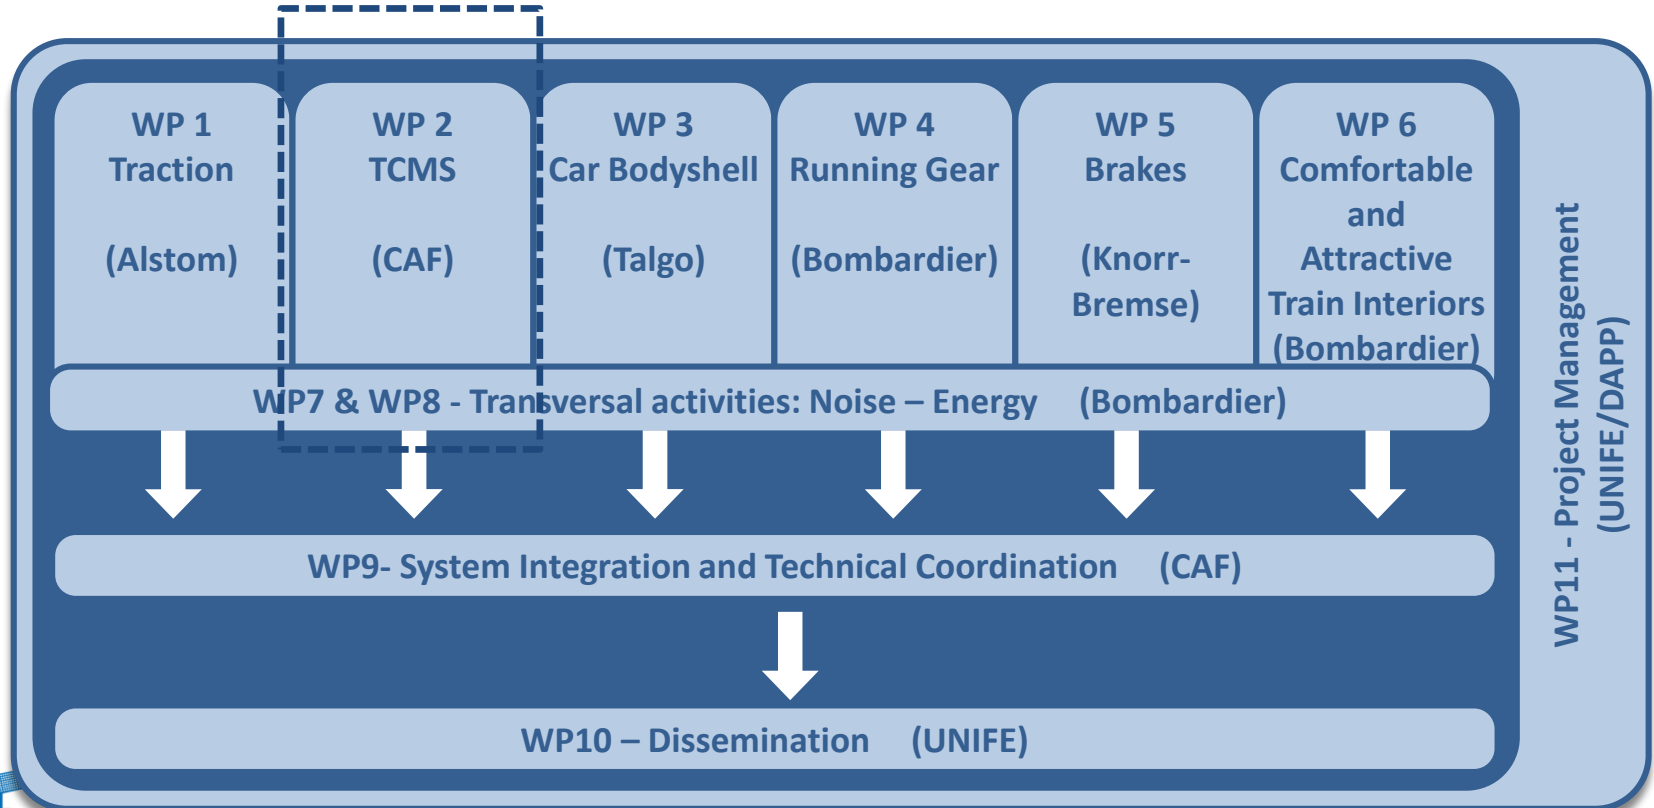 WP 1
Traction
(Alstom)
WP 2
TCMS
(CAF)
WP 3
Car Bodyshell
(Talgo)
WP 4
Running Gear
(Bombardier)
WP 5
Brakes
(Knorr-
Bremse)
WP 6
Comfortable
and
Attractive
Train Interiors
(Bombardier)
WP7 & WP8 - Transversal activities: Noise – Energy (Bombardier)
WP9- System Integration and Technical Coordination (CAF)
WP10 – Dissemination (UNIFE)
WP11 - Project Management
(UNIFE/DAPP)